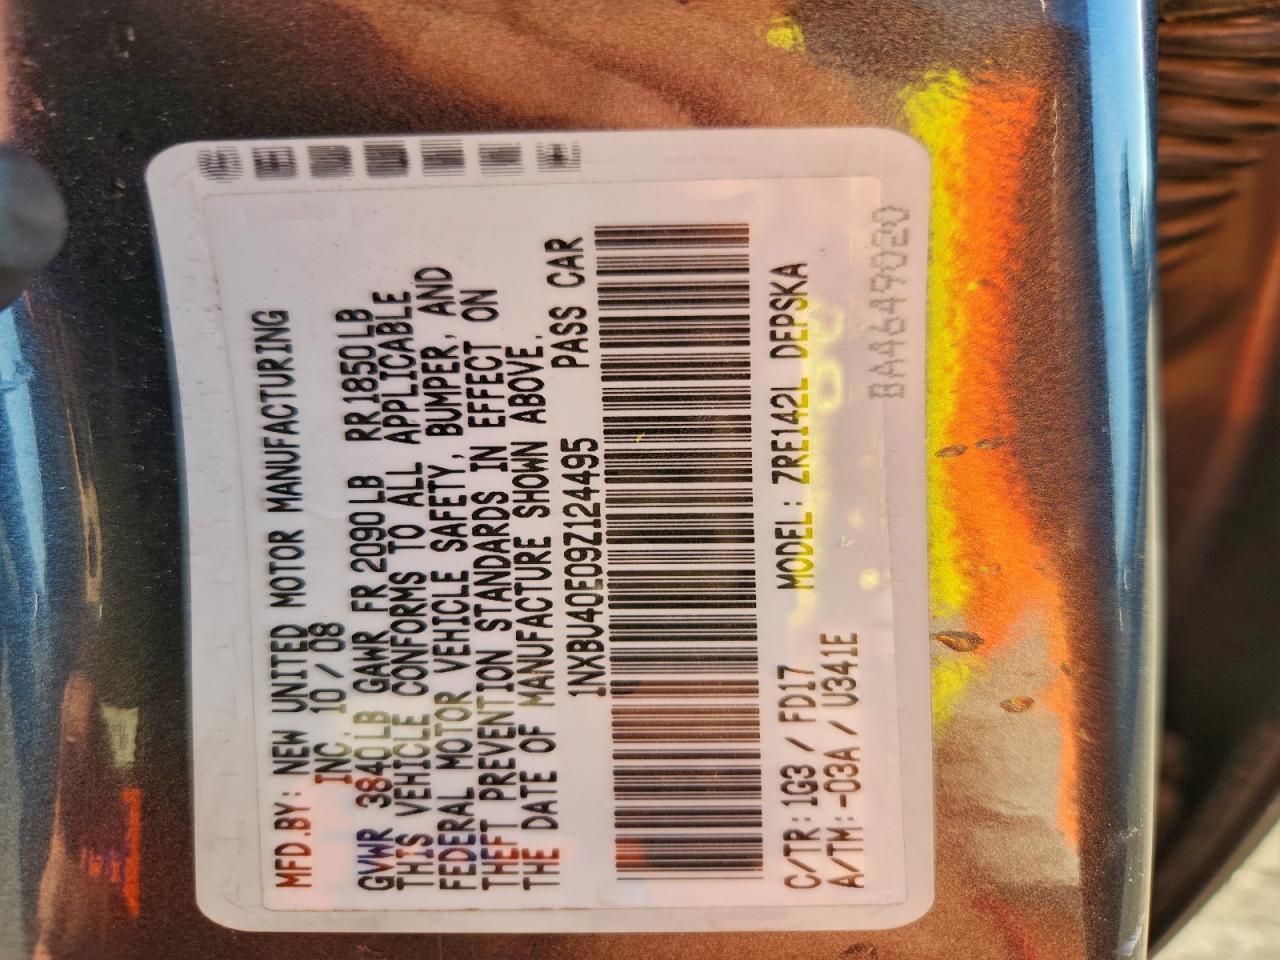 MFD.BY: NEW UNITED MOTOR MANUFACTURING
INC. 10/08
GVWR 3840LB GAWR FR 2090LB RR 1850LB
THIS VEHICLE CONFORMS TO ALL APPLICABLE
FEDERAL MOTOR VEHICLE SAFETY, BUMPER, AND
THEFT PREVENTION STANDARDS IN EFFECT ON
THE DATE OF MANUFACTURE SHOWN ABOVE.
1NXBU40E09Z124495 PASS CAR
C/TR: 1G3 / FD17 MODEL: ZRE142L DEPSKA
A/TM: -03A / U341E
BA4649020